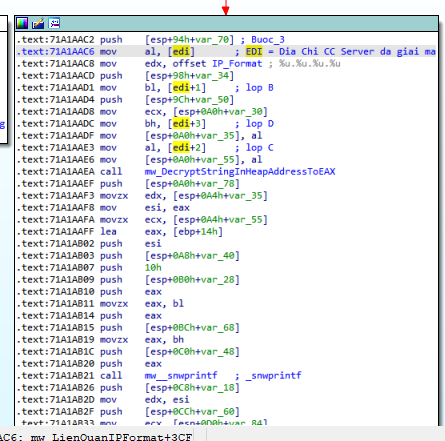 .text:71A1AAC2 push [esp+94h+var_70] ; Buoc_3
.text:71A1AAC6 mov al, [edi] ; EDI = Dia Chi CC Server da giai ma
.text:71A1AAC8 mov edx, offset IP_Format ; %u.%u.%u.%u
.text:71A1AACD push [esp+98h+var_34]
.text:71A1AAD1 mov bl, [edi+1] ; lop B
.text:71A1AAD4 push [esp+9Ch+var_50]
.text:71A1AAD8 mov ecx, [esp+0A0h+var_30]
.text:71A1AADC mov bh, [edi+3] ; lop D
.text:71A1AADF mov [esp+0A0h+var_35], al
.text:71A1AAE3 mov al, [edi+2] ; lop C
.text:71A1AAE6 mov [esp+0A0h+var_55], al
.text:71A1AAEA call mw_DecryptStringInHeapAddressToEAX
.text:71A1AAEF push [esp+0A0h+var_78]
.text:71A1AAF3 movzx edx, [esp+0A4h+var_35]
.text:71A1AAF8 mov esi, eax
.text:71A1AAFA movzx ecx, [esp+0A4h+var_55]
.text:71A1AAFF lea eax, [ebp+14h]
.text:71A1AB02 push esi
.text:71A1AB03 push [esp+0A8h+var_40]
.text:71A1AB07 push 10h
.text:71A1AB09 push [esp+0B0h+var_28]
.text:71A1AB10 push eax
.text:71A1AB11 movzx eax, bl
.text:71A1AB14 push eax
.text:71A1AB15 push [esp+0BCh+var_68]
.text:71A1AB19 movzx eax, bh
.text:71A1AB1C push [esp+0C0h+var_48]
.text:71A1AB20 push eax
.text:71A1AB21 call mw__snwprintf ; _snwprintf
.text:71A1AB26 push [esp+0C8h+var_18]
.text:71A1AB2D mov edx, esi
.text:71A1AB2F push [esp+0CCh+var_60]
.text:71A1AB33 mov ecx, [esp+0D0h+var_84]
AC6: mw_LienQuanIPFormat+3CF